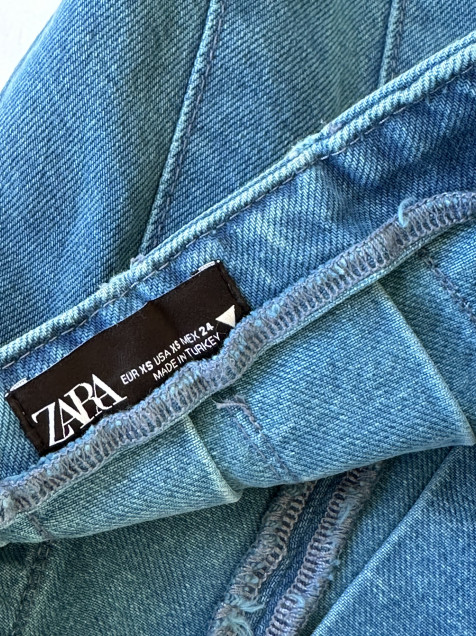 ZARA
EUR XS USA XS MEX 24
MADE IN TURKEY